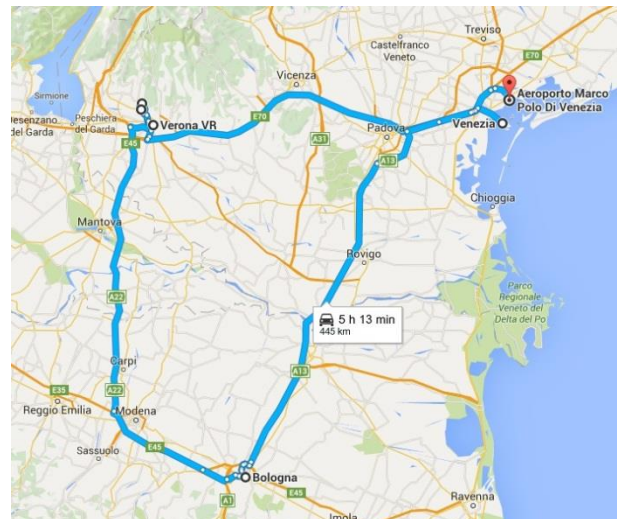 Treviso
Castelfranco
Veneto
E70
Sirmione
Desenzano
del Garda
Peschiera
del Garda
Vicenza
Aeroporto Marco
Polo Di Venezia
Verona VR
E70
A31
Padova
Venezia
E45
A13
Chioggia
Mantova
Rovigo
A22
Parco
Regionale
Veneto del
Delta del Po
5 h 13 min
445 km
Carpi
A13
E35
A22
Reggio Emilia
Modena
E45
Sassuolo
Bologna
A1
E45
Imola
Ravenna